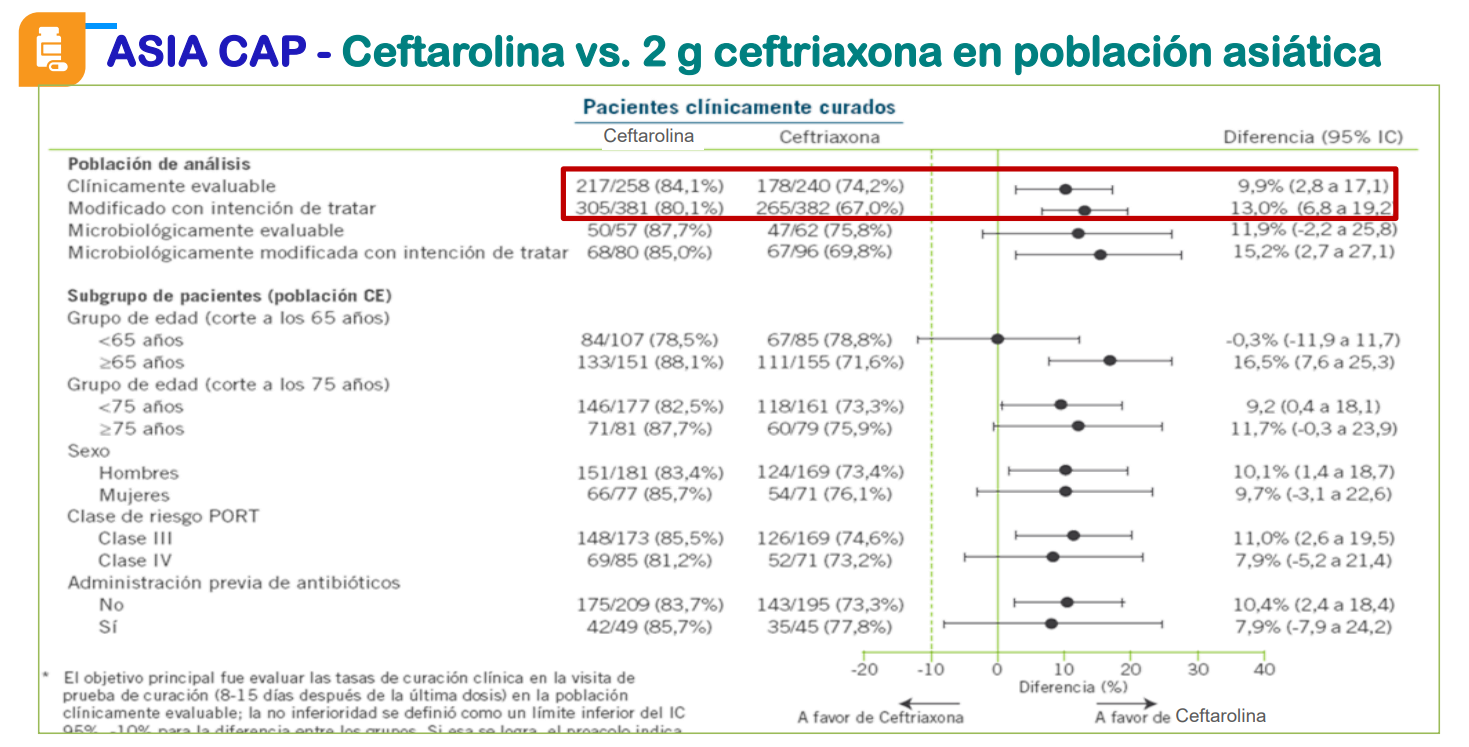 ASIA CAP - Ceftarolina vs. 2 g ceftriaxona en población asiática
Pacientes clínicamente curados
Ceftarolina Ceftriaxona Diferencia (95% IC)
Población de análisis
Clínicamente evaluable 217/258 (84,1%) 178/240 (74,2%) 9,9% (2,8 a 17,1)
Modificado con intención de tratar 305/381 (80,1%) 265/382 (67,0%) 13,0% (6,8 a 19,2)
Microbiológicamente evaluable 50/57 (87,7%) 47/62 (75,8%) 11,9% (-2,2 a 25,8)
Microbiológicamente modificada con intención de tratar 68/80 (85,0%) 67/96 (69,8%) 15,2% (2,7 a 27,1)
Subgrupo de pacientes (población CE)
Grupo de edad (corte a los 65 años)
<65 años 84/107 (78,5%) 67/85 (78,8%) -0,3% (-11,9 a 11,7)
≥65 años 133/151 (88,1%) 111/155 (71,6%) 16,5% (7,6 a 25,3)
Grupo de edad (corte a los 75 años)
<75 años 146/177 (82,5%) 118/161 (73,3%) 9,2 (0,4 a 18,1)
≥75 años 71/81 (87,7%) 60/79 (75,9%) 11,7% (-0,3 a 23,9)
Sexo
Hombres 151/181 (83,4%) 124/169 (73,4%) 10,1% (1,4 a 18,7)
Mujeres 66/77 (85,7%) 54/71 (76,1%) 9,7% (-3,1 a 22,6)
Clase de riesgo PORT
Clase III 148/173 (85,5%) 126/169 (74,6%) 11,0% (2,6 a 19,5)
Clase IV 69/85 (81,2%) 52/71 (73,2%) 7,9% (-5,2 a 21,4)
Administración previa de antibióticos
No 175/209 (83,7%) 143/195 (73,3%) 10,4% (2,4 a 18,4)
Sí 42/49 (85,7%) 35/45 (77,8%) 7,9% (-7,9 a 24,2)
-20 -10 0 10 20 30 40
Diferencia (%)
A favor de Ceftriaxona A favor de Ceftarolina
* El objetivo principal fue evaluar las tasas de curación clínica en la visita de
prueba de curación (8-15 días después de la última dosis) en la población
clínicamente evaluable; la no inferioridad se definió como un límite inferior del IC
95% -10% para la diferencia entre los grupos. Si esa se logra, el proacolo indica